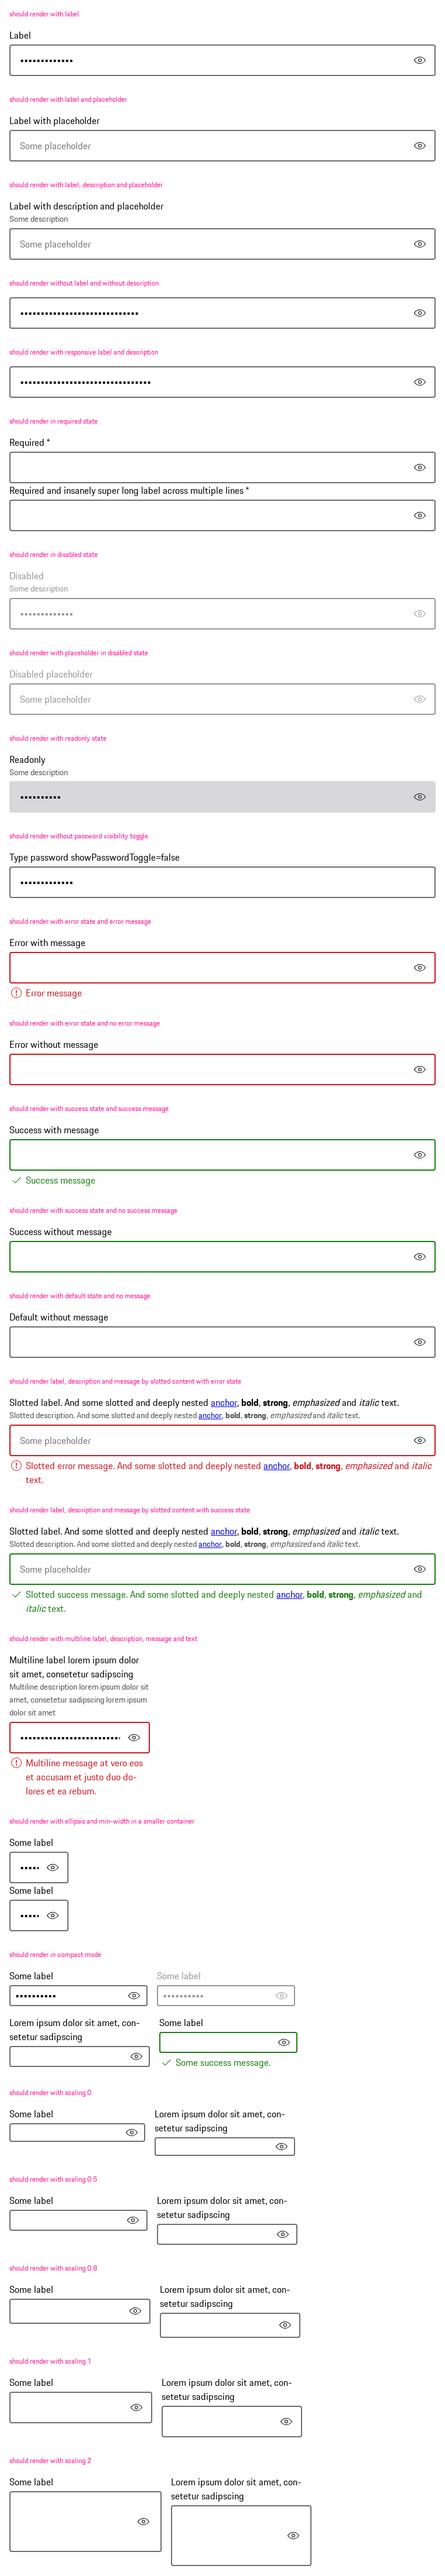 should render with label
Label
•••••••••••••
should render with label and placeholder
Label with placeholder
Some placeholder
should render with label, description and placeholder
Label with description and placeholder
Some description
Some placeholder
should render without label and without description
•••••••••••••••••••••••••••••
should render with responsive label and description
••••••••••••••••••••••••••••••••
should render in required state
Required *
Required and insanely super long label across multiple lines *
should render in disabled state
Disabled
Some description
•••••••••••••
should render with placeholder in disabled state
Disabled placeholder
Some placeholder
should render with readonly state
Readonly
Some description
••••••••••
should render without password visibility toggle
Type password showPasswordToggle=false
•••••••••••••
should render with error state and error message
Error with message
Error message
should render with error state and no error message
Error without message
should render with success state and success message
Success with message
Success message
should render with success state and no success message
Success without message
should render with default state and no message
Default without message
should render label, description and message by slotted content with error state
Slotted label. And some slotted and deeply nested anchor, bold, strong, emphasized and italic text.
Slotted description. And some slotted and deeply nested anchor, bold, strong, emphasized and italic text.
Some placeholder
Slotted error message. And some slotted and deeply nested anchor, bold, strong, emphasized and italic
text.
should render label, description and message by slotted content with success state
Slotted label. And some slotted and deeply nested anchor, bold, strong, emphasized and italic text.
Slotted description. And some slotted and deeply nested anchor, bold, strong, emphasized and italic text.
Some placeholder
Slotted success message. And some slotted and deeply nested anchor, bold, strong, emphasized and
italic text.
should render with multiline label, description, message and text
Multiline label lorem ipsum dolor
sit amet, consetetur sadipscing
Multiline description lorem ipsum dolor sit
amet, consetetur sadipscing lorem ipsum
dolor sit amet
•••••••••••••••••••••••••
Multiline message at vero eos
et accusam et justo duo do-
lores et ea rebum.
should render with ellipsis and min-width in a smaller container
Some label
•••••
Some label
•••••
should render in compact mode
Some label
••••••••••
Some label
••••••••••
Lorem ipsum dolor sit amet, con-
setetur sadipscing
Some label
Some success message.
should render with scaling 0
Some label
Lorem ipsum dolor sit amet, con-
setetur sadipscing
should render with scaling 0.5
Some label
Lorem ipsum dolor sit amet, con-
setetur sadipscing
should render with scaling 0.8
Some label
Lorem ipsum dolor sit amet, con-
setetur sadipscing
should render with scaling 1
Some label
Lorem ipsum dolor sit amet, con-
setetur sadipscing
should render with scaling 2
Some label
Lorem ipsum dolor sit amet, con-
setetur sadipscing